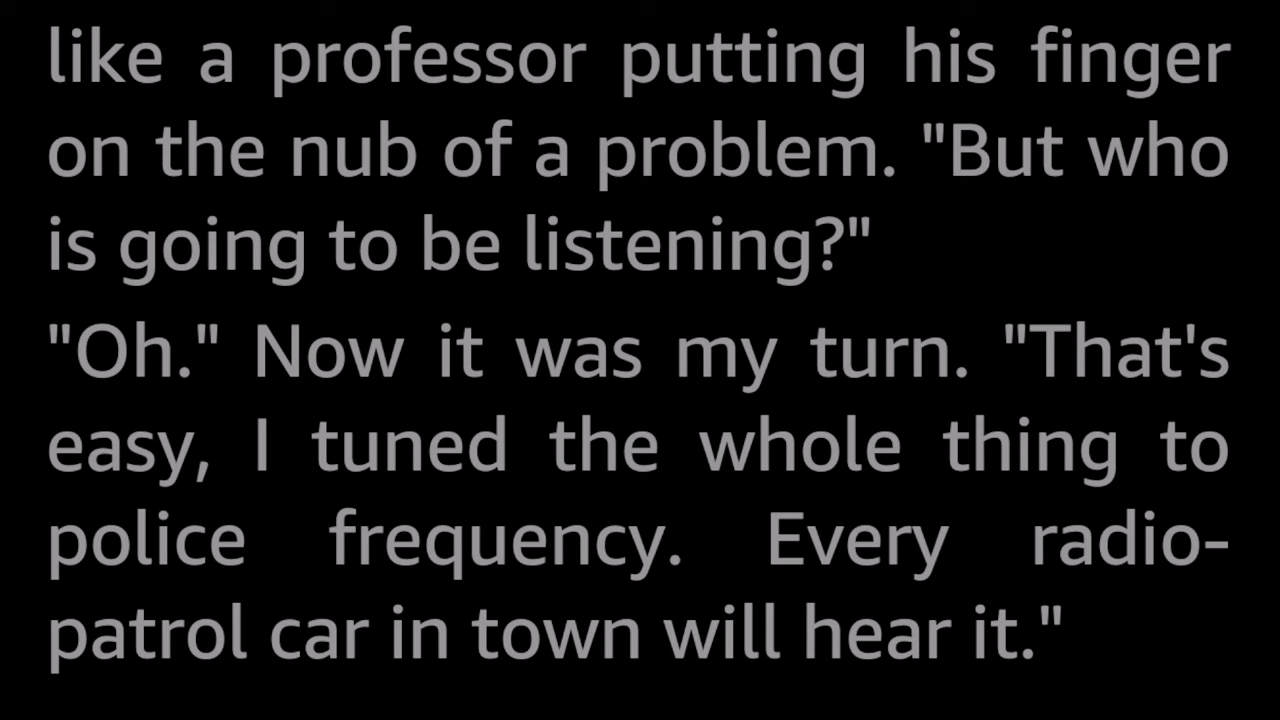 like a professor putting his finger
on the nub of a problem. "But who
is going to be listening?"
"Oh." Now it was my turn. "That's
easy, I tuned the whole thing to
police frequency. Every radio-
patrol car in town will hear it."